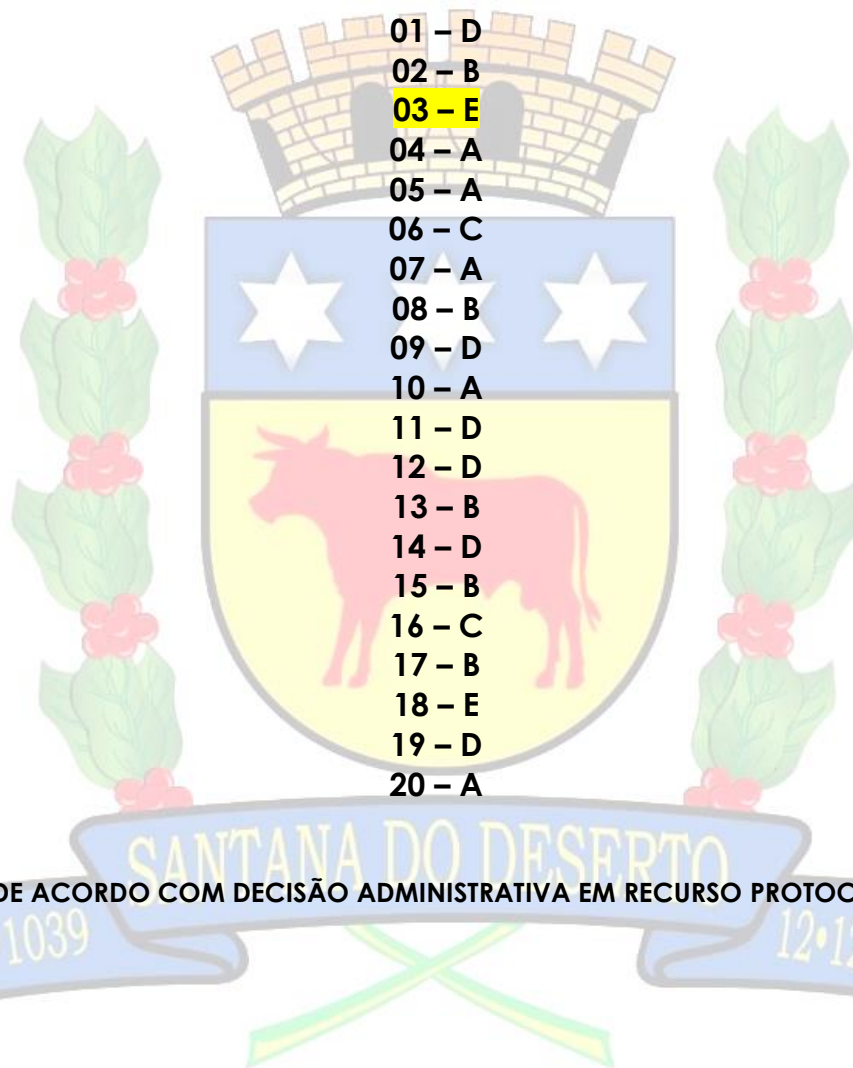 01 – D
02 – B
03 – E
04 – A
05 – A
06 – C
07 – A
08 – B
09 – D
10 – A
11 – D
12 – D
13 – B
14 – D
15 – B
16 – C
17 – B
18 – E
19 – D
20 – A
SANTANA DO DESERTO
DE ACORDO COM DECISÃO ADMINISTRATIVA EM RECURSO
1039